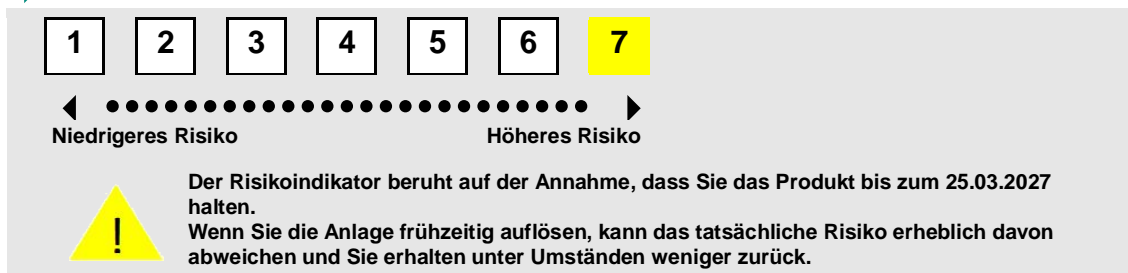 1 2 3 4 5 6 7
Niedrigeres Risiko Höheres Risiko
Der Risikoindikator beruht auf der Annahme, dass Sie das Produkt bis zum 25.03.2027
halten.
!
Wenn Sie die Anlage frühzeitig auflösen, kann das tatsächliche Risiko erheblich davon
abweichen und Sie erhalten unter Umständen weniger zurück.